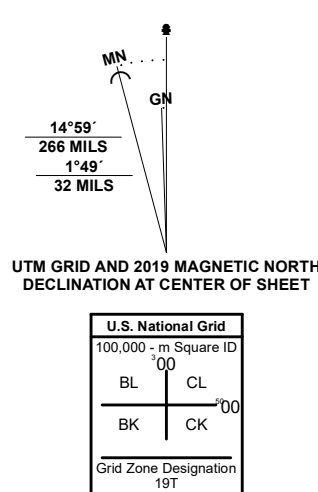 MN
GN
14°59´
266 MILS
1°49´
32 MILS
UTM GRID AND 2019 MAGNETIC NORTH
DECLINATION AT CENTER OF SHEET
U.S. National Grid
100,000 - m Square ID
³00
BL CL
⁵⁰00
BK CK
Grid Zone Designation
19T